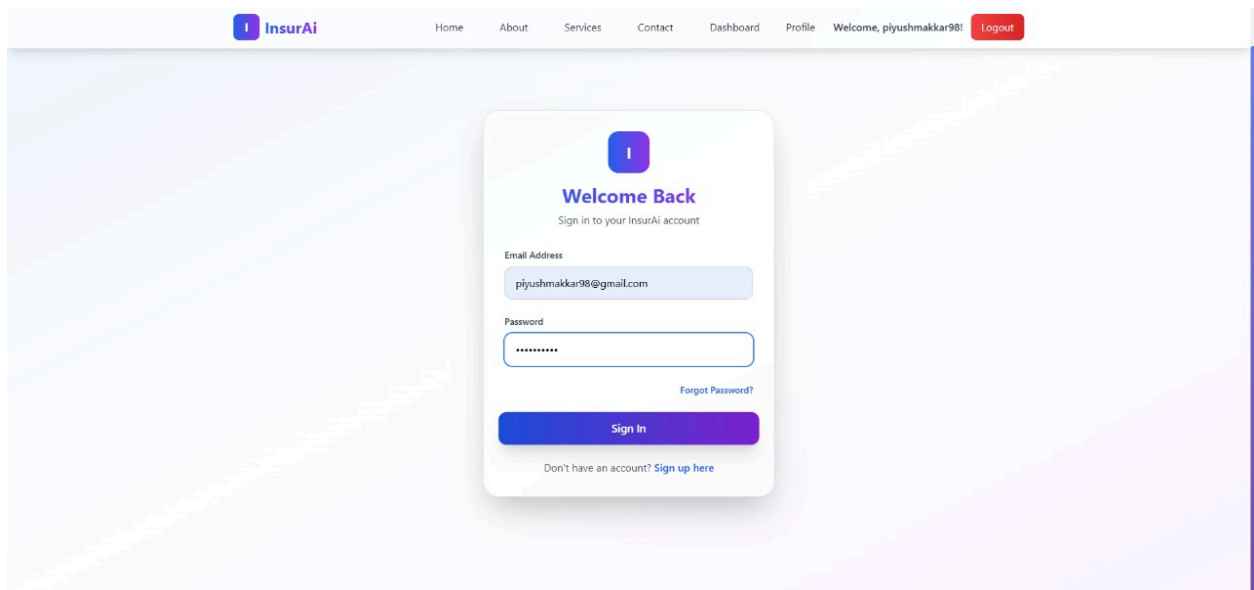 I InsurAi Home About Services Contact Dashboard Profile Welcome, piyushmakkar98! Logout
I
Welcome Back
Sign in to your InsurAi account
Email Address
piyushmakkar98@gmail.com
Password
••••••••••
Forgot Password?
Sign In
Don't have an account? Sign up here